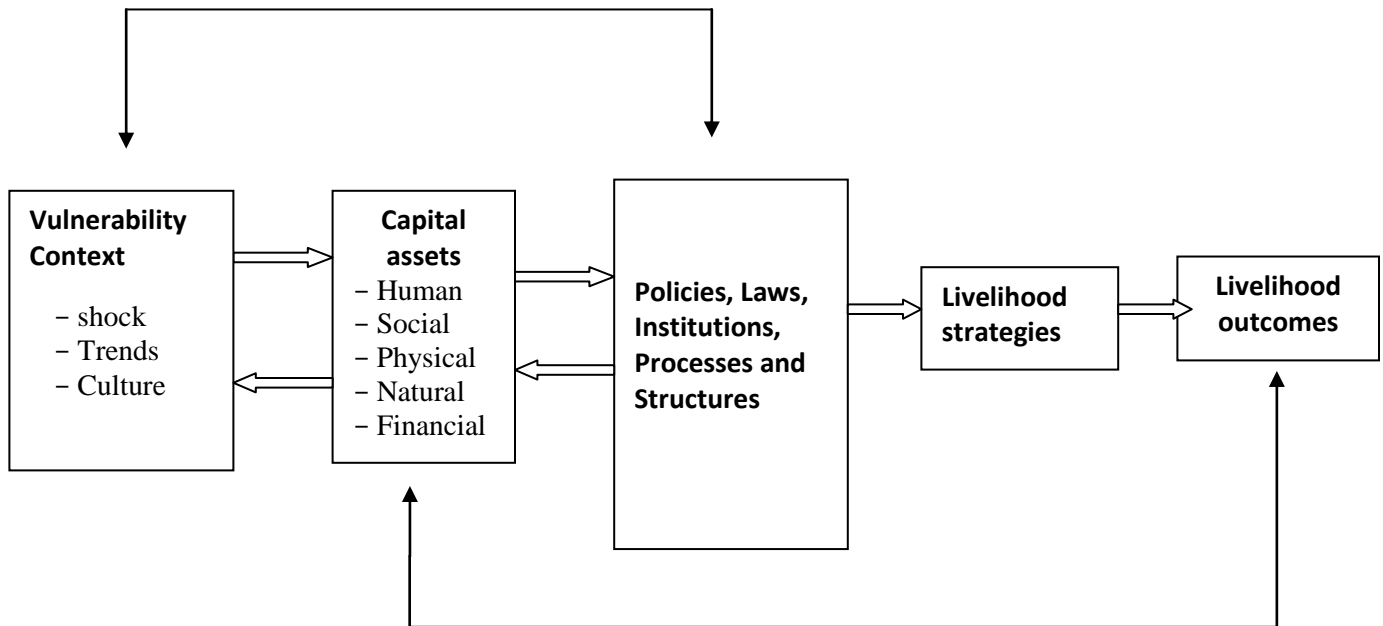 Vulnerability
Context
– shock
– Trends
– Culture
Capital
assets
– Human
– Social
– Physical
– Natural
– Financial
Policies, Laws,
Institutions,
Processes and
Structures
Livelihood
strategies
Livelihood
outcomes